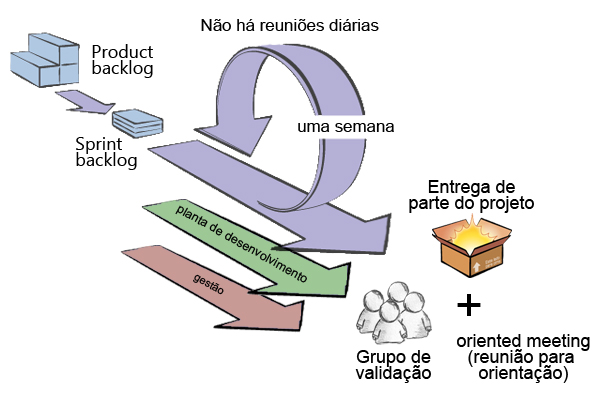 Não há reuniões diárias
Product
backlog
uma semana
Sprint
backlog
Entrega de
parte do projeto
planta de desenvolvimento
gestão
oriented meeting
(reunião para
orientação)
Grupo de
validação